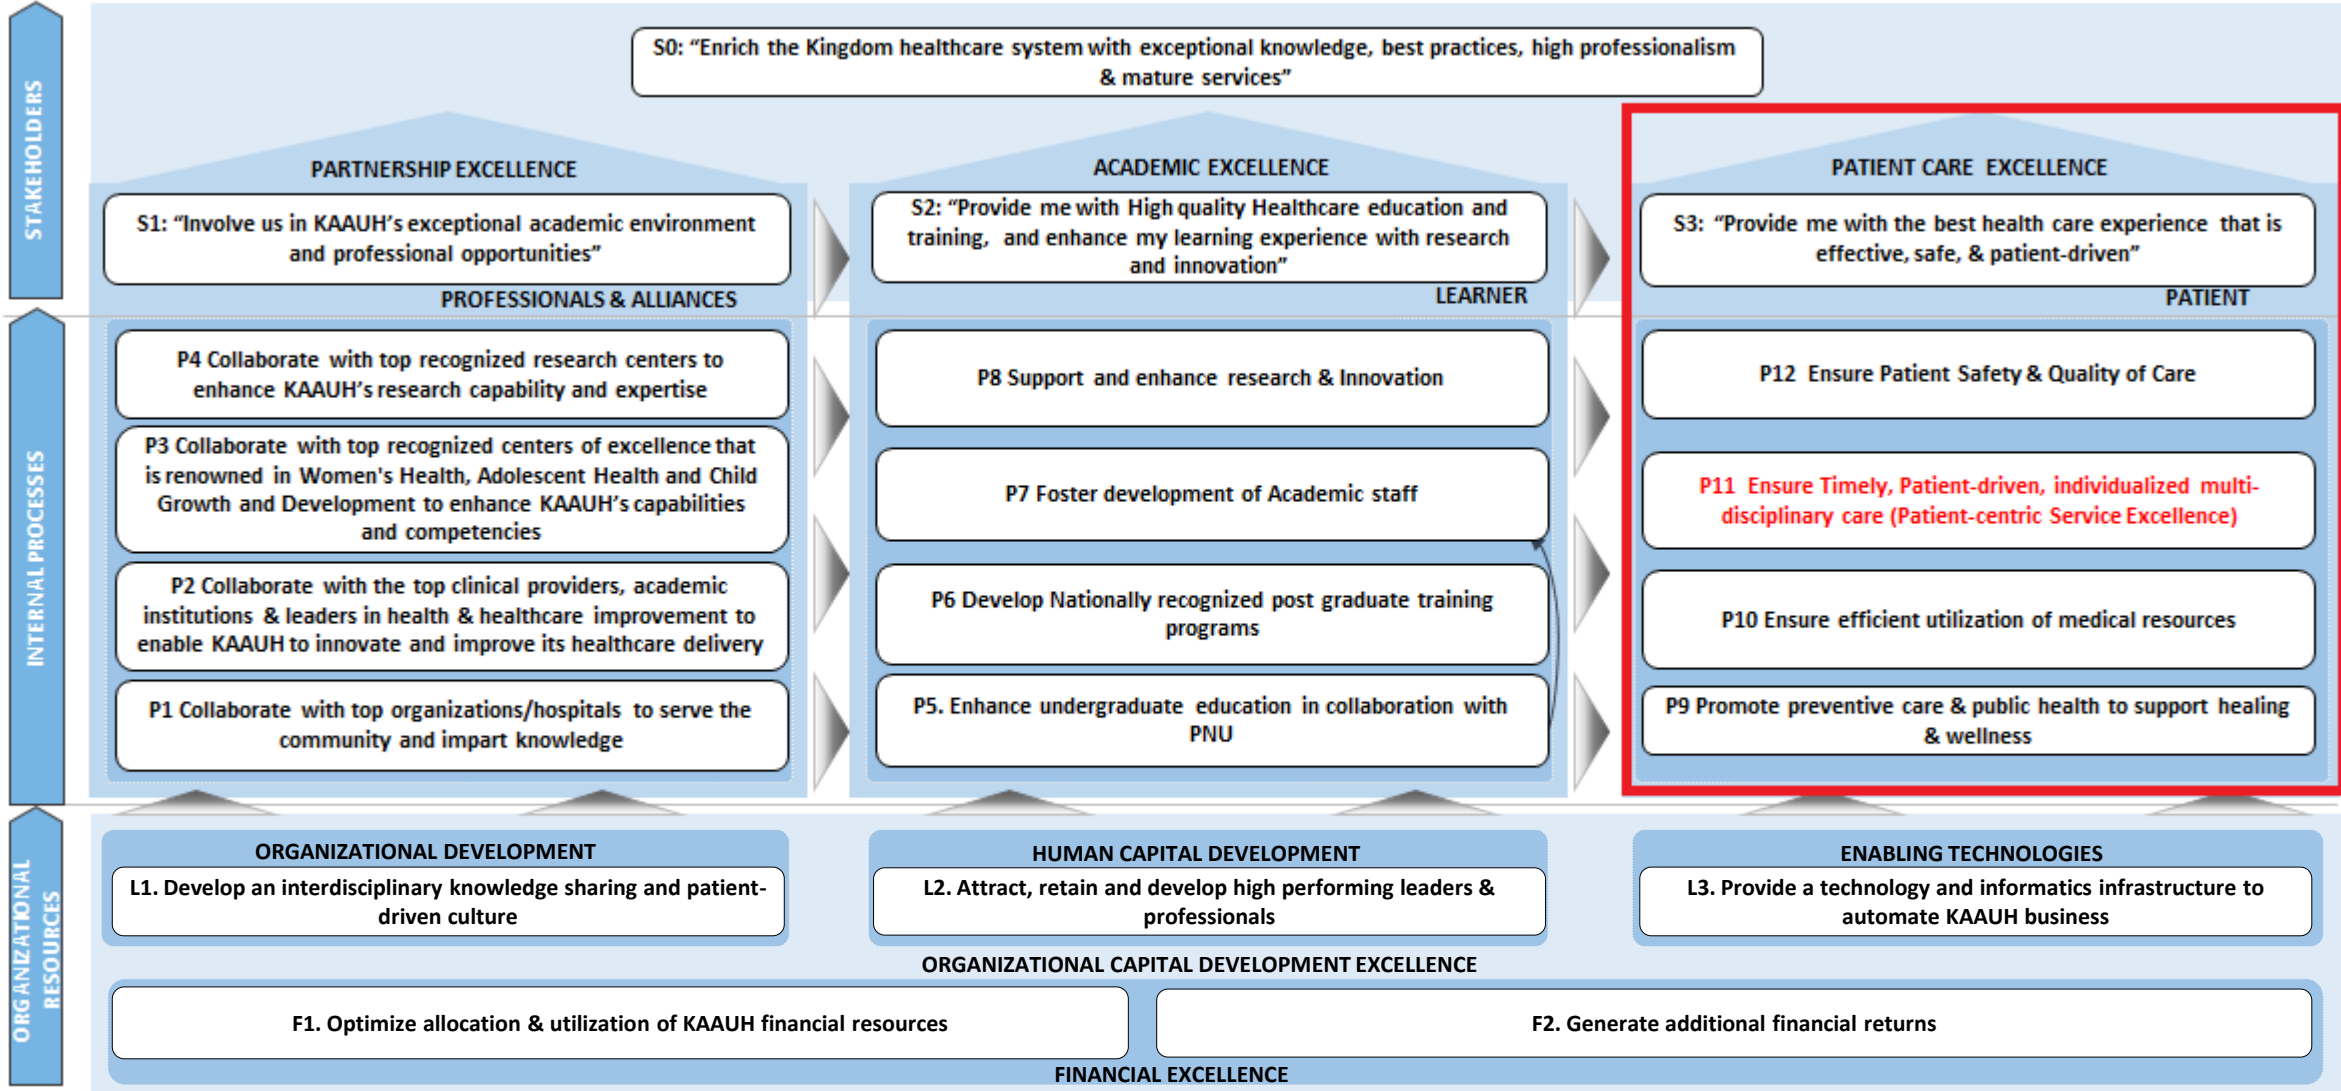 STAKEHOLDERS
S0: “Enrich the Kingdom healthcare system with exceptional knowledge, best practices, high professionalism
& mature services”
PARTNERSHIP EXCELLENCE
S1: “Involve us in KAAUH’s exceptional academic environment
and professional opportunities”
PROFESSIONALS & ALLIANCES
ACADEMIC EXCELLENCE
S2: “Provide me with High quality Healthcare education and
training, and enhance my learning experience with research
and innovation”
LEARNER
PATIENT CARE EXCELLENCE
S3: “Provide me with the best health care experience that is
effective, safe, & patient-driven”
PATIENT
INTERNAL PROCESSES
P4 Collaborate with top recognized research centers to
enhance KAAUH’s research capability and expertise
P3 Collaborate with top recognized centers of excellence that
is renowned in Women's Health, Adolescent Health and Child
Growth and Development to enhance KAAUH’s capabilities
and competencies
P2 Collaborate with the top clinical providers, academic
institutions & leaders in health & healthcare improvement to
enable KAAUH to innovate and improve its healthcare delivery
P1 Collaborate with top organizations/hospitals to serve the
community and impart knowledge
P8 Support and enhance research & Innovation
P7 Foster development of Academic staff
P6 Develop Nationally recognized post graduate training
programs
P5. Enhance undergraduate education in collaboration with
PNU
P12 Ensure Patient Safety & Quality of Care
P11 Ensure Timely, Patient-driven, individualized multi-
disciplinary care (Patient-centric Service Excellence)
P10 Ensure efficient utilization of medical resources
P9 Promote preventive care & public health to support healing
& wellness
ORGANIZATIONAL
RESOURCES
ORGANIZATIONAL DEVELOPMENT
L1. Develop an interdisciplinary knowledge sharing and patient-
driven culture
HUMAN CAPITAL DEVELOPMENT
L2. Attract, retain and develop high performing leaders &
professionals
ENABLING TECHNOLOGIES
L3. Provide a technology and informatics infrastructure to
automate KAAUH business
ORGANIZATIONAL CAPITAL DEVELOPMENT EXCELLENCE
F1. Optimize allocation & utilization of KAAUH financial resources
F2. Generate additional financial returns
FINANCIAL EXCELLENCE